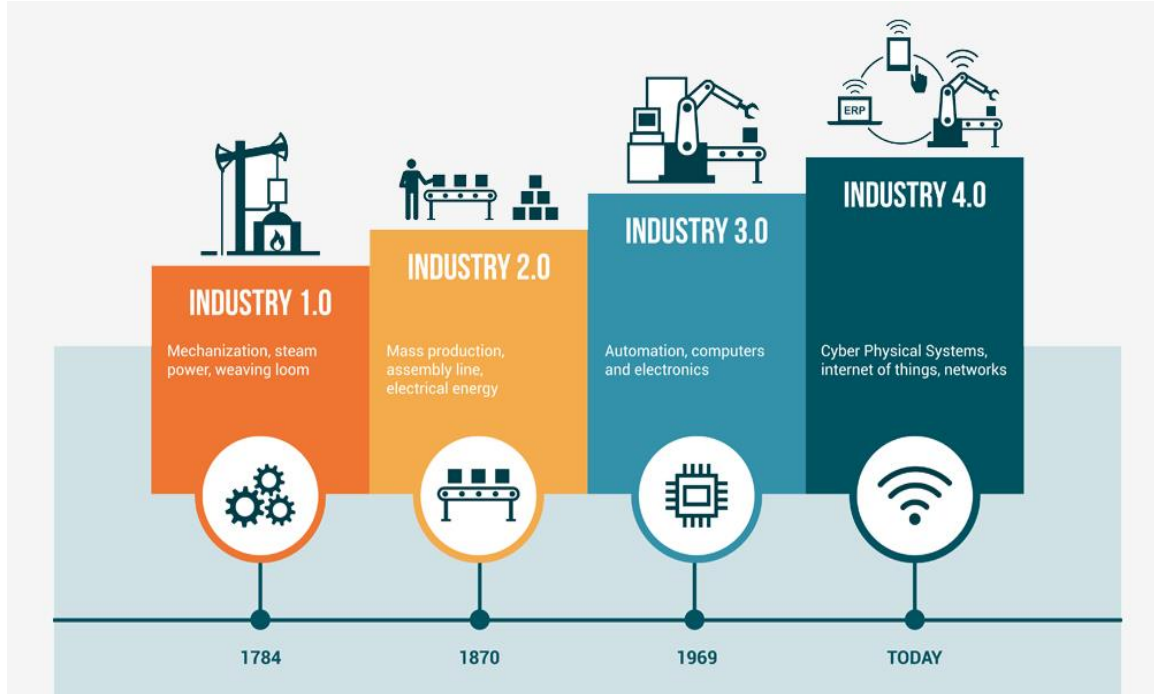 ERP
INDUSTRY 1.0
Mechanization, steam
power, weaving loom
INDUSTRY 2.0
Mass production,
assembly line,
electrical energy
INDUSTRY 3.0
Automation, computers
and electronics
INDUSTRY 4.0
Cyber Physical Systems,
internet of things, networks
1784
1870
1969
TODAY